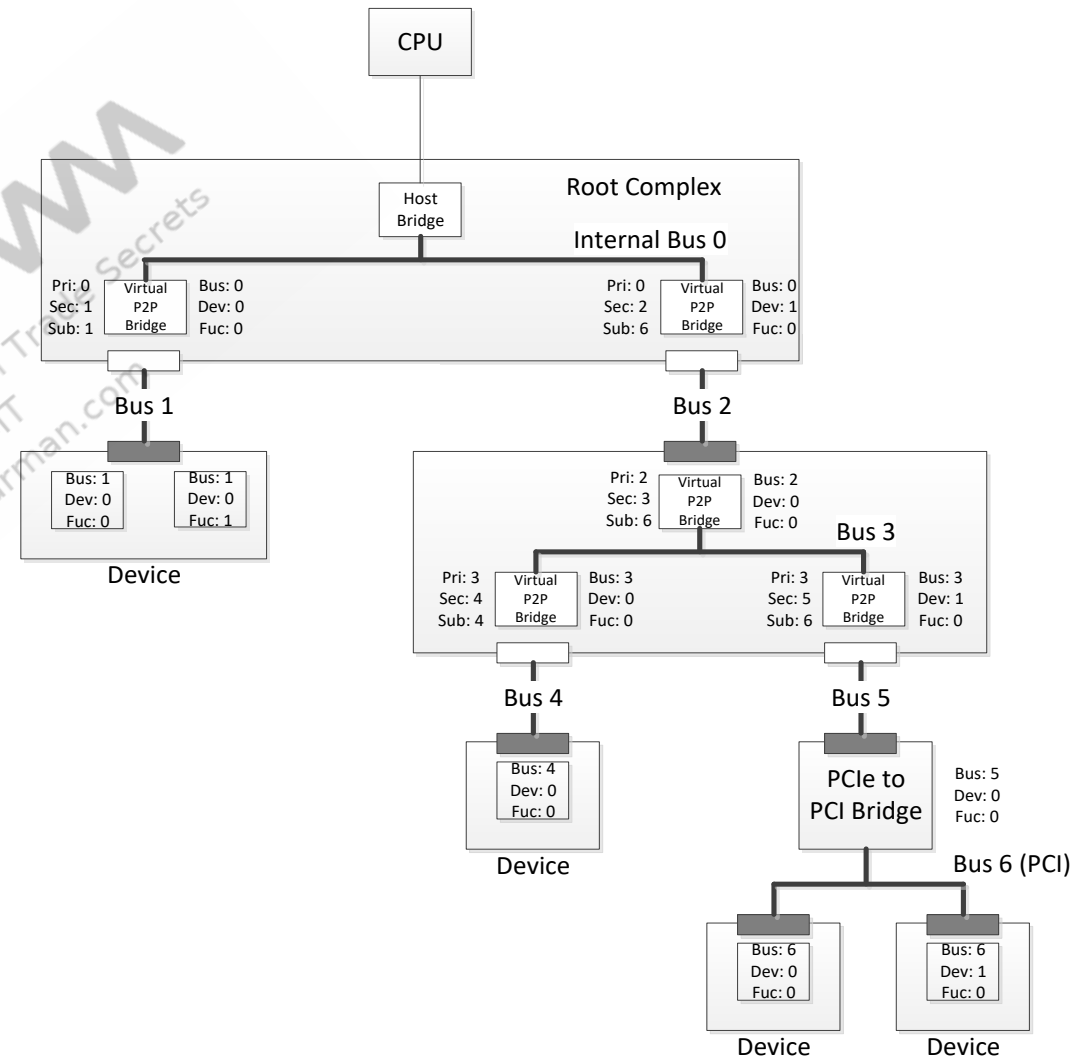 CPU
Root Complex
Host
Bridge
Internal Bus 0
Pri: 0
Sec: 1
Sub: 1
Virtual
P2P
Bridge
Bus: 0
Dev: 0
Fuc: 0
Pri: 0
Sec: 2
Sub: 6
Virtual
P2P
Bridge
Bus: 0
Dev: 1
Fuc: 0
Trade Secrets
Bus 1
Bus 2
Bus: 1
Dev: 0
Fuc: 0
Bus: 1
Dev: 0
Fuc: 1
Device
Pri: 2
Sec: 3
Sub: 6
Virtual
P2P
Bridge
Bus: 2
Dev: 0
Fuc: 0
Bus 3
Pri: 3
Sec: 4
Sub: 4
Virtual
P2P
Bridge
Bus: 3
Dev: 0
Fuc: 0
Pri: 3
Sec: 5
Sub: 6
Virtual
P2P
Bridge
Bus: 3
Dev: 1
Fuc: 0
Bus 4
Bus 5
Bus: 4
Dev: 0
Fuc: 0
Device
PCIe to
PCI Bridge
Bus: 5
Dev: 0
Fuc: 0
Bus 6 (PCI)
Bus: 6
Dev: 0
Fuc: 0
Device
Bus: 6
Dev: 1
Fuc: 0
Device